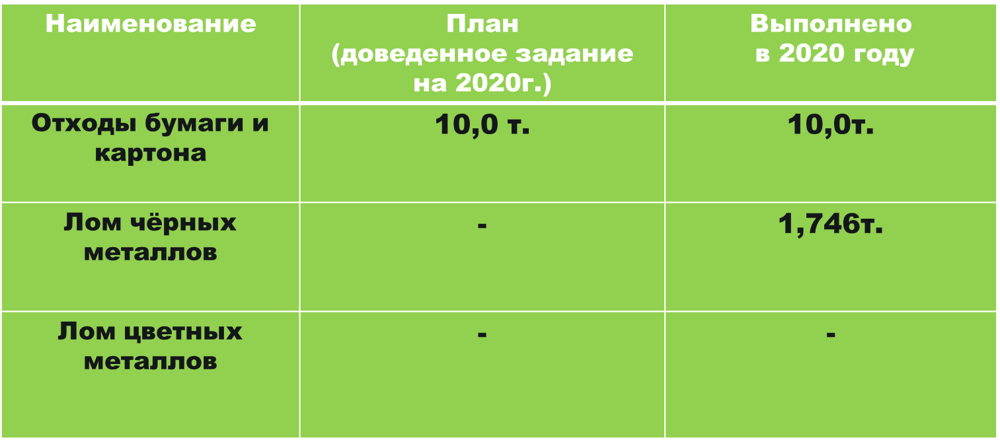 Наименование
План
(доведенное задание
на 2020г.)
Выполнено
в 2020 году
Отходы бумаги и
картона
10,0 т.
10,0т.
Лом чёрных
металлов
-
1,746т.
Лом цветных
металлов
-
-